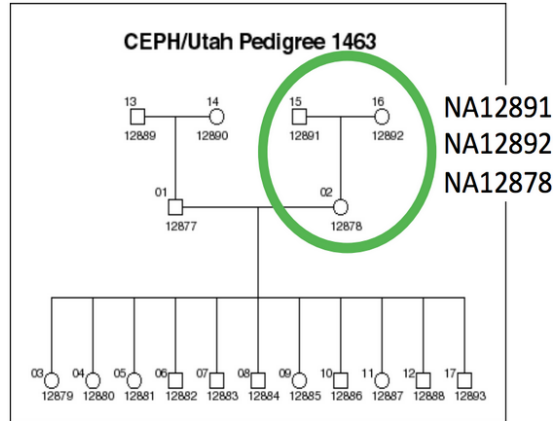 CEPH/Utah Pedigree 1463
13 14 15 16
12889 12890 12891 12892
NA12891
NA12892
NA12878
01 02
12877 12878
03 04 05 06 07 08 09 10 11 12 17
12879 12880 12881 12882 12883 12884 12885 12886 12887 12888 12893